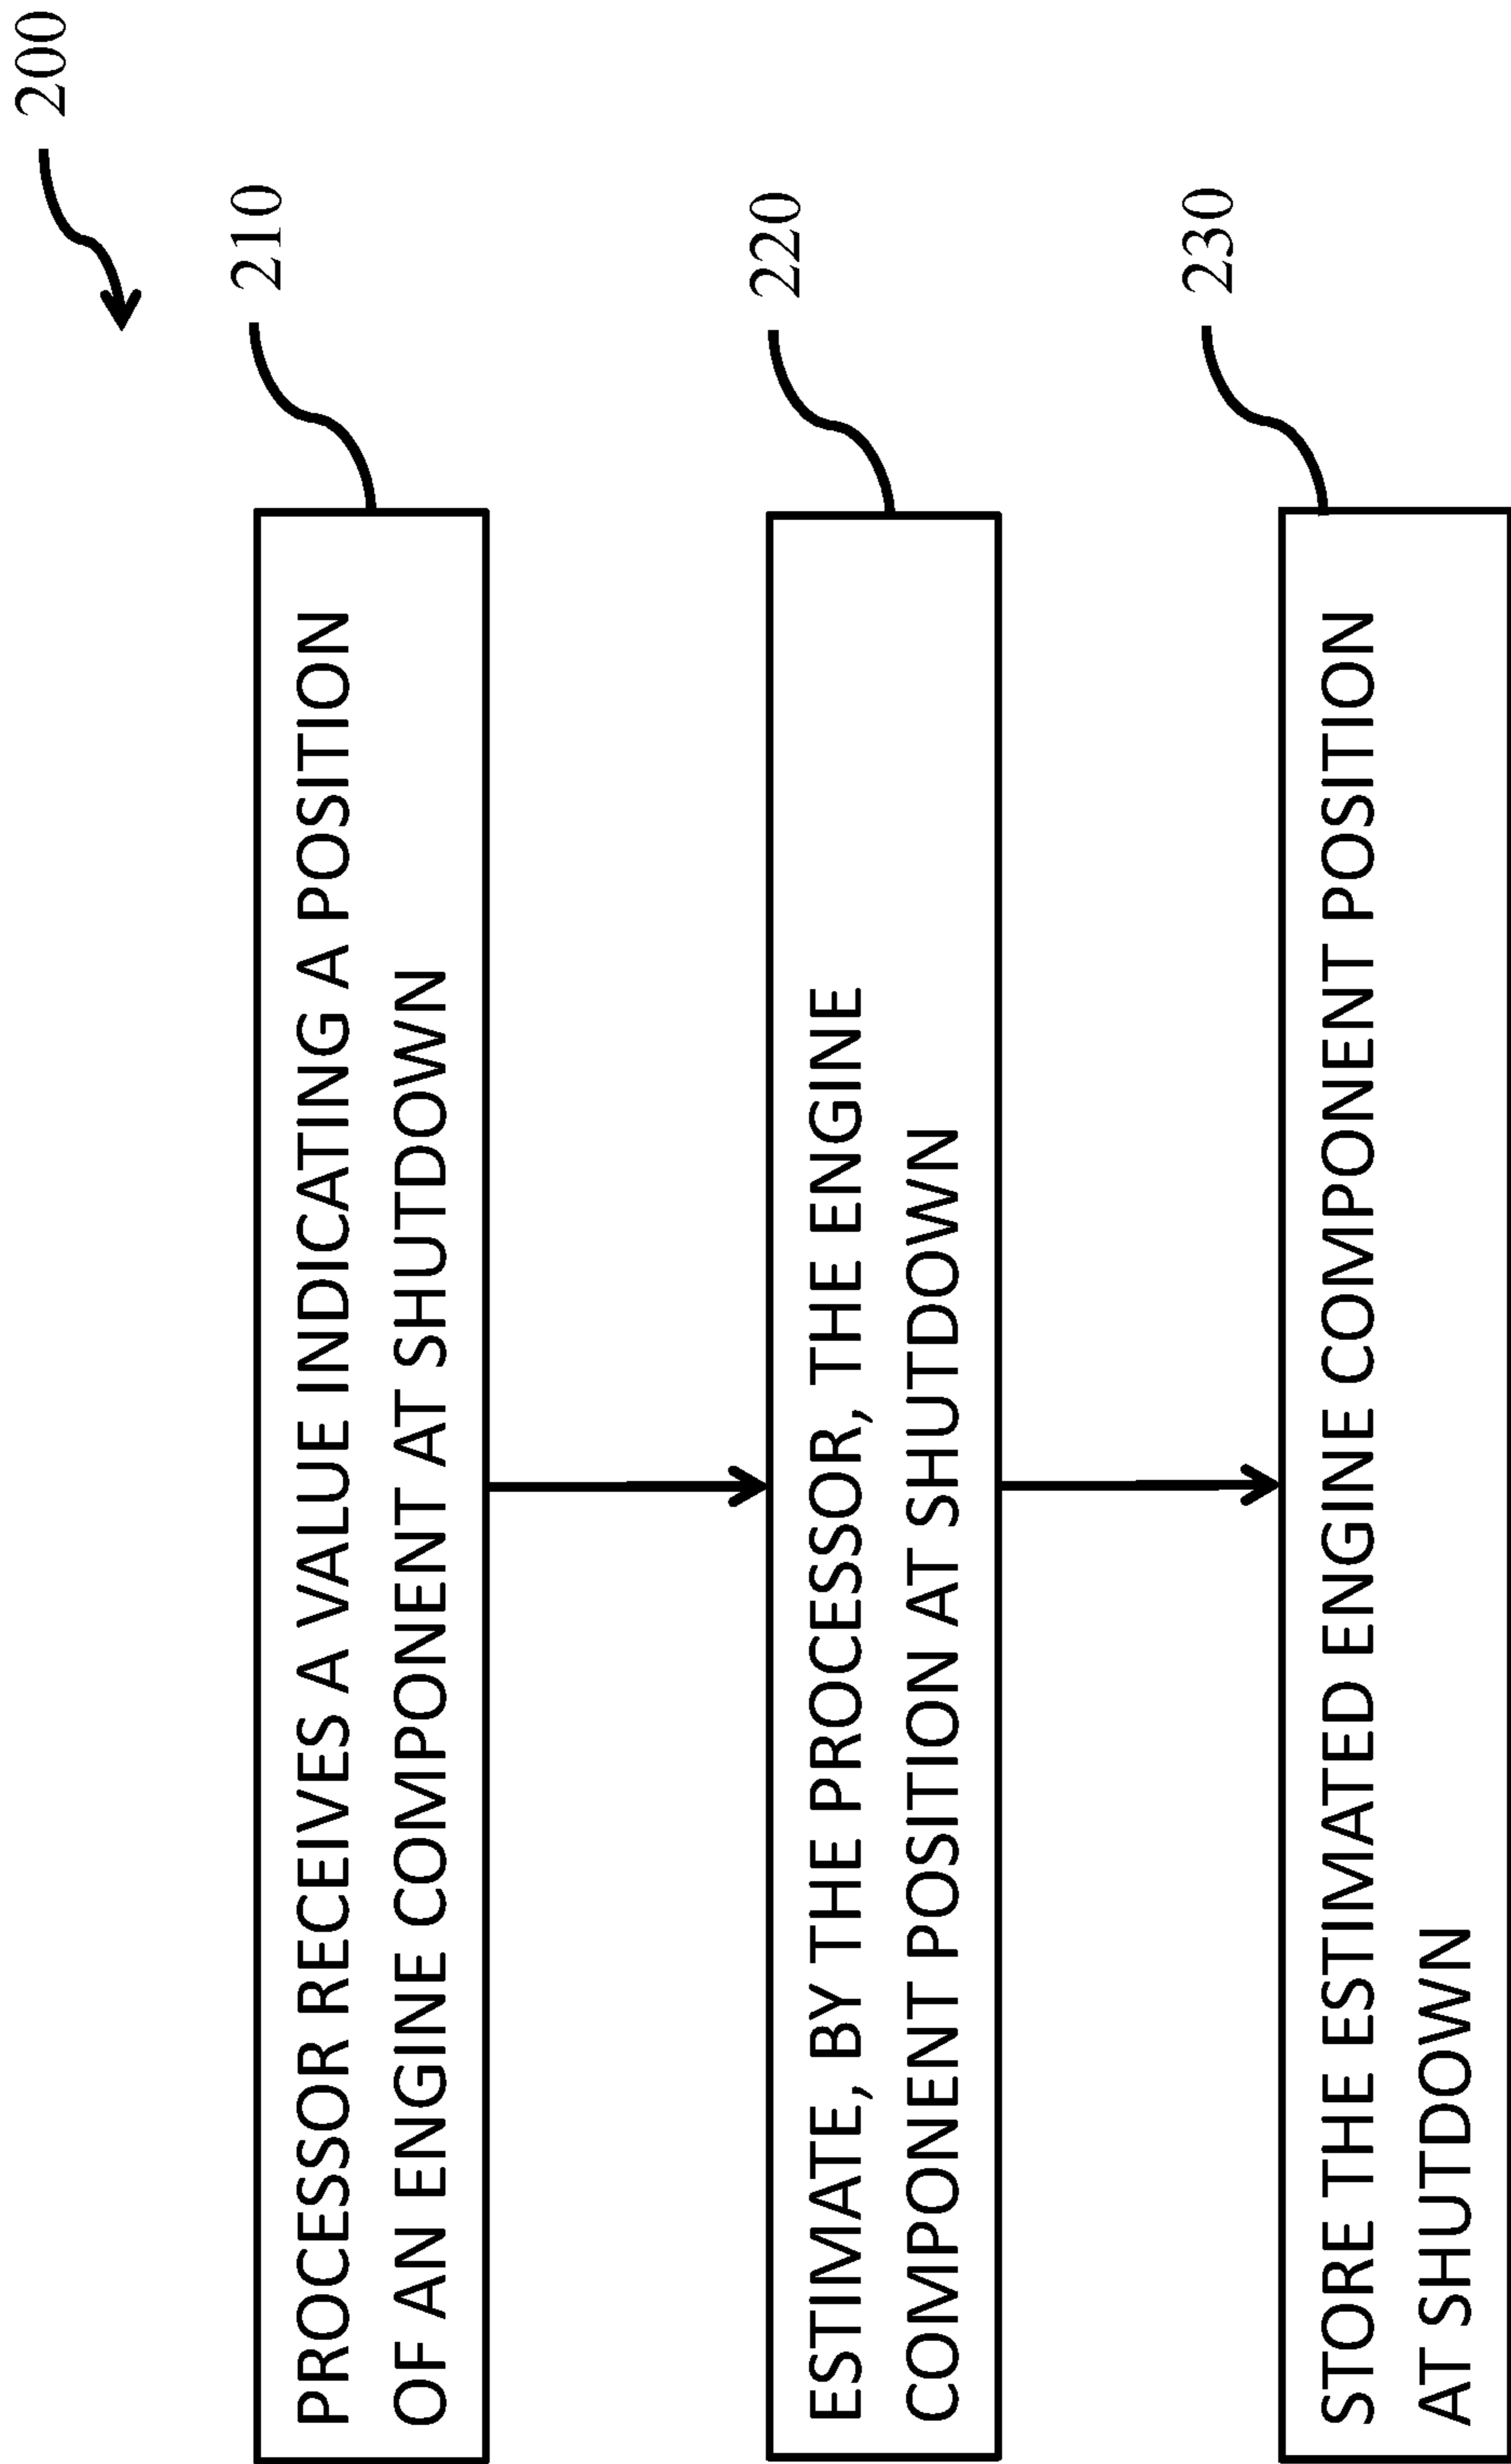 200
210
PROCESSOR RECEIVES A VALUE INDICATING A POSITION
OF AN ENGINE COMPONENT AT SHUTDOWN
220
ESTIMATE, BY THE PROCESSOR, THE ENGINE
COMPONENT POSITION AT SHUTDOWN
230
STORE THE ESTIMATED ENGINE COMPONENT POSITION
AT SHUTDOWN